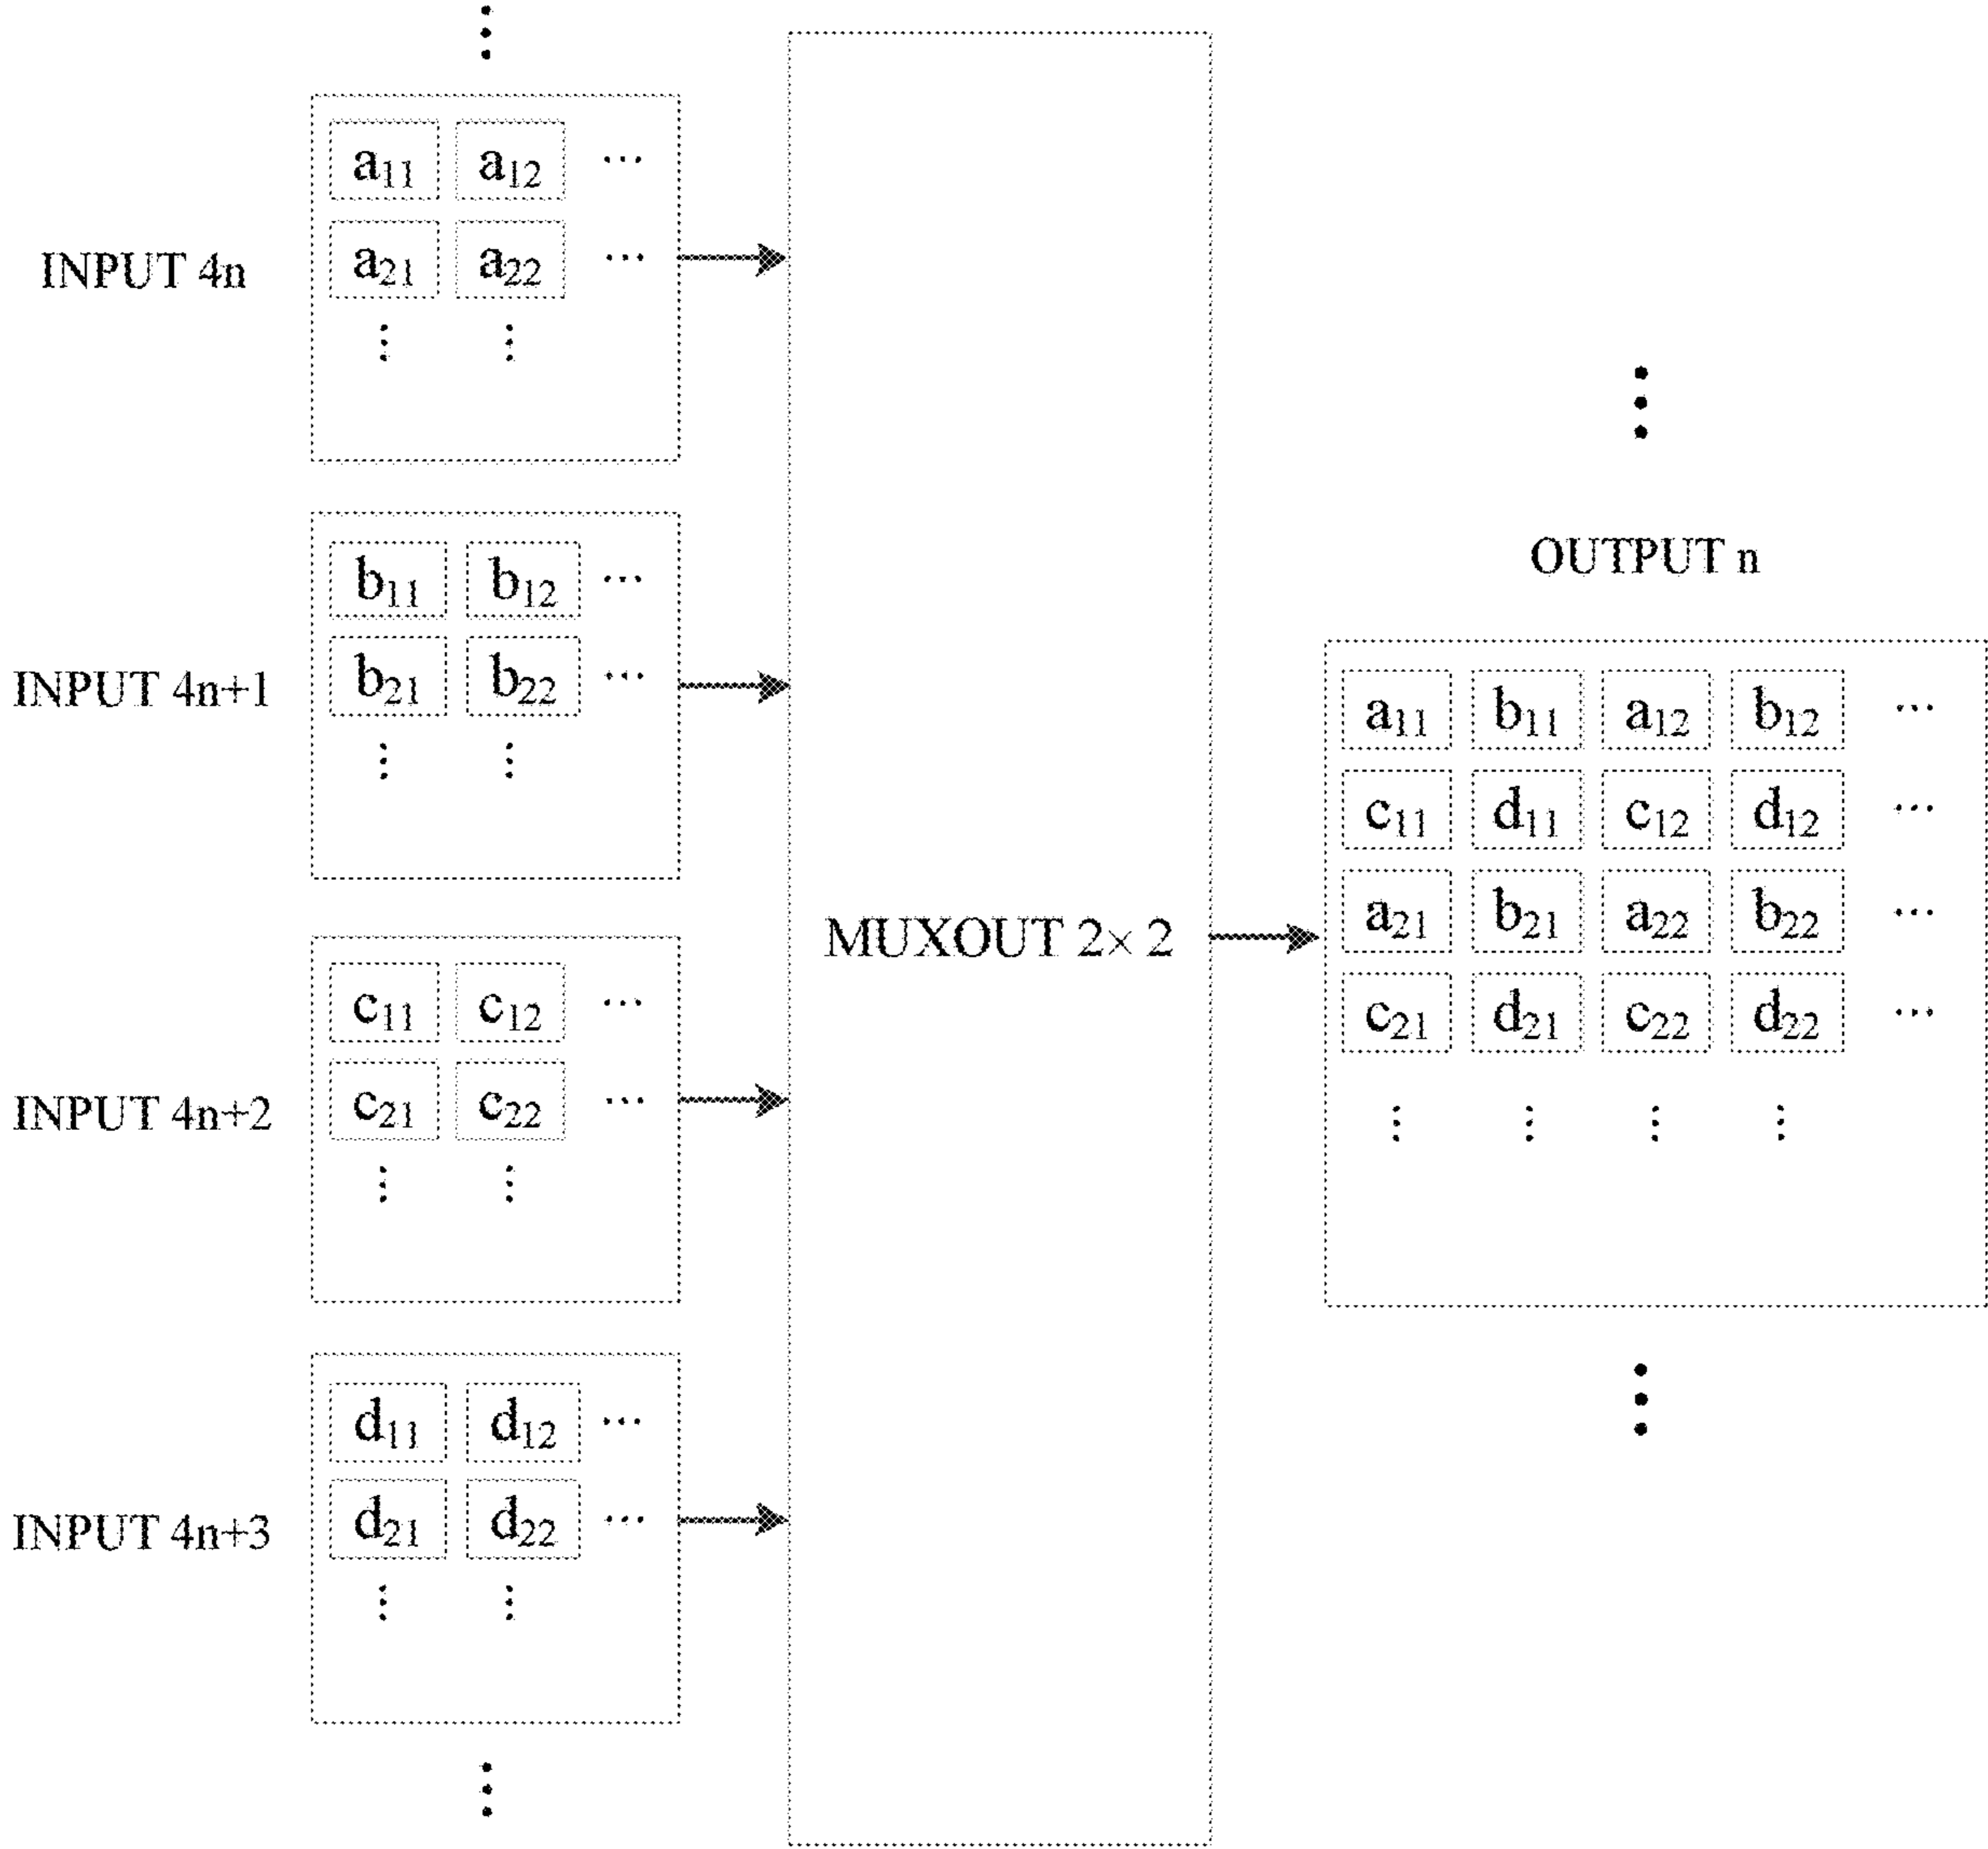 a11 a12 ...
INPUT 4n
a21 a22 ...
b11 b12 ...
INPUT 4n+1
b21 b22 ...
c11 c12 ...
INPUT 4n+2
c21 c22 ...
d11 d12 ...
INPUT 4n+3
d21 d22 ...
MUXOUT 2× 2
OUTPUT n
a11 b11 a12 b12 ...
c11 d11 c12 d12 ...
a21 b21 a22 b22 ...
c21 d21 c22 d22 ...